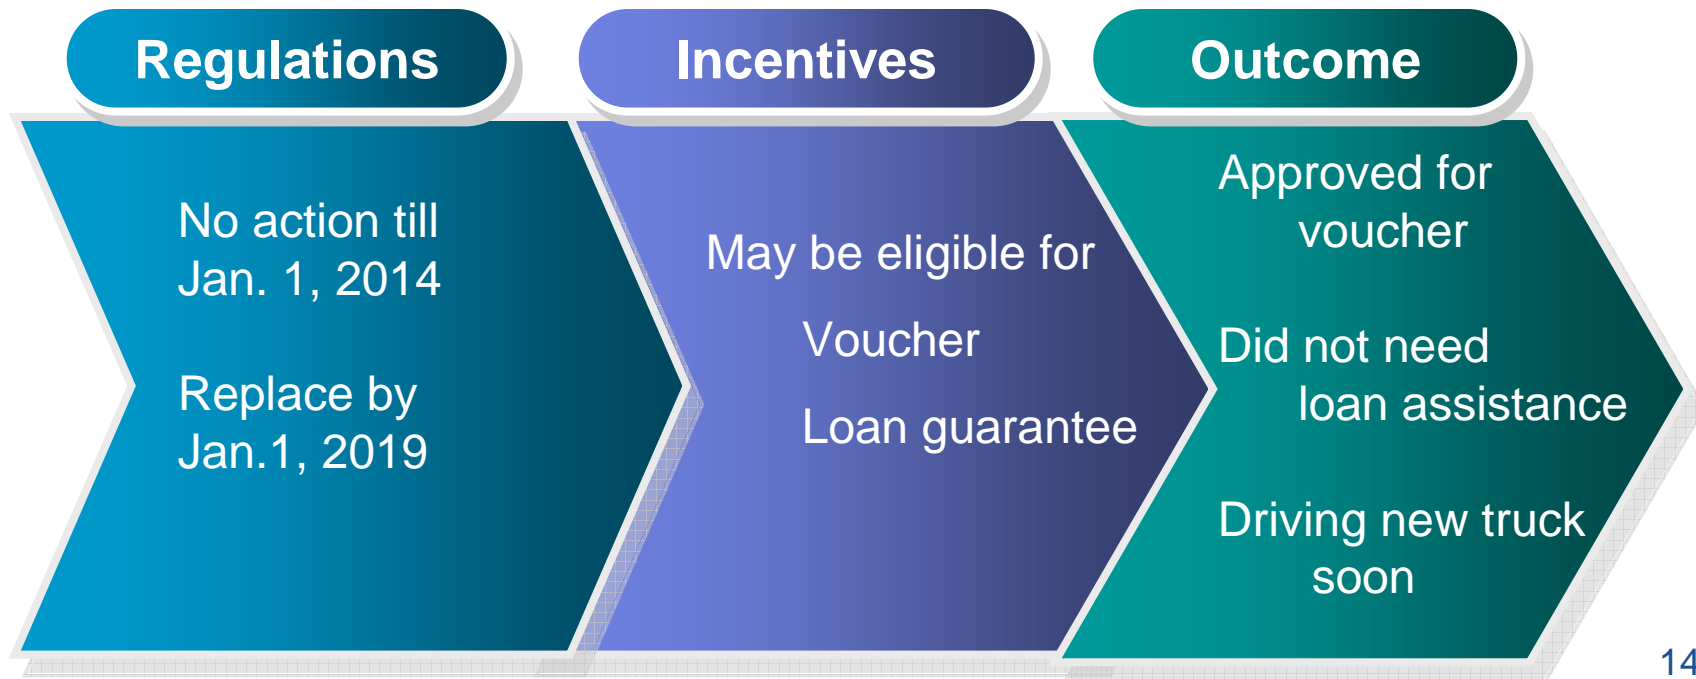 Regulations
No action till
Jan. 1, 2014
Replace by
Jan.1, 2019
Incentives
May be eligible for
Voucher
Loan guarantee
Outcome
Approved for
voucher
Did not need
loan assistance
Driving new truck
soon
14